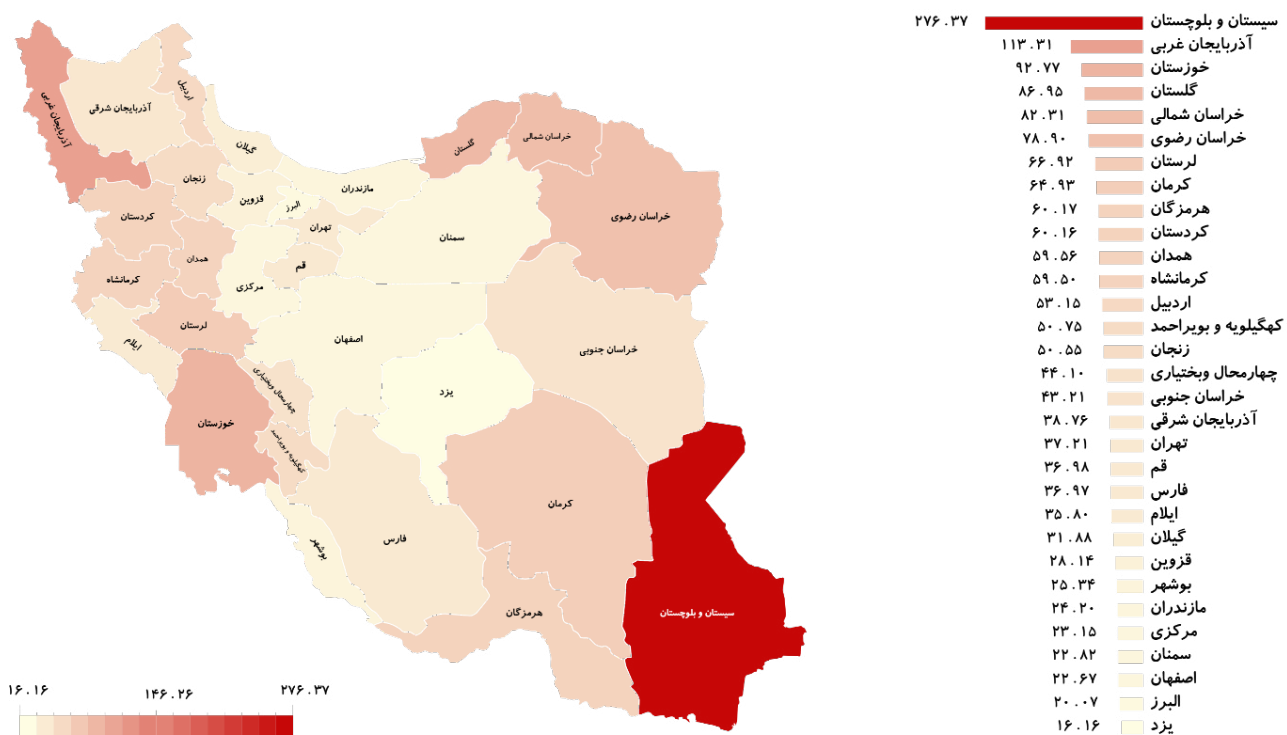 ۲۷۶.۳۷ سیستان و بلوچستان
۱۱۳.۳۱ آذربایجان غربی
۹۲.۷۷ خوزستان
۸۶.۹۵ گلستان
۸۲.۳۱ خراسان شمالی
۷۸.۹۰ خراسان رضوی
۶۶.۹۲ لرستان
۶۴.۹۳ کرمان
۶۰.۱۷ هرمزگان
۶۰.۱۶ کردستان
۵۹.۵۶ همدان
۵۹.۵۰ کرمانشاه
۵۳.۱۵ اردبیل
۵۰.۷۵ کهگیلویه و بویراحمد
۵۰.۵۵ زنجان
۴۴.۱۰ چهارمحال وبختیاری
۴۳.۲۱ خراسان جنوبی
۳۸.۷۶ آذربایجان شرقی
۳۷.۲۱ تهران
۳۶.۹۸ قم
۳۶.۹۷ فارس
۳۵.۸۰ ایلام
۳۱.۸۸ گیلان
۲۸.۱۴ قزوین
۲۵.۳۴ بوشهر
۲۴.۲۰ مازندران
۲۳.۱۵ مرکزی
۲۲.۸۲ سمنان
۲۲.۶۷ اصفهان
۲۰.۰۷ البرز
۱۶.۱۶ یزد
آذربایجان غربی
آذربایجان شرقی
اردبیل
گیلان
زنجان
قزوین
البرز
مازندران
گلستان
خراسان شمالی
خراسان رضوی
کردستان
تهران
سمنان
همدان
قم
کرمانشاه
مرکزی
لرستان
اصفهان
ایلام
خراسان جنوبی
چهارمحال وبختیاری
یزد
خوزستان
کهگیلویه و بویراحمد
کرمان
فارس
بوشهر
هرمزگان
سیستان و بلوچستان
۱۶.۱۶ ۱۴۶.۲۶ ۲۷۶.۳۷